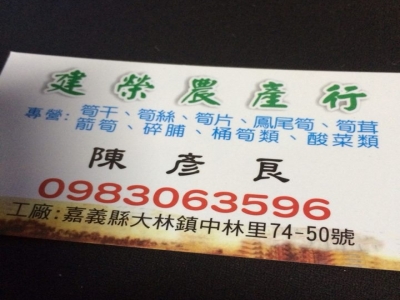 建榮農產行
專營:筍干、筍絲、筍片、鳳尾筍、筍茸
箭筍、碎脯、桶筍類、酸菜類
陳彥良
0983063596
工廠:嘉義縣大林鎮中林里74-50號